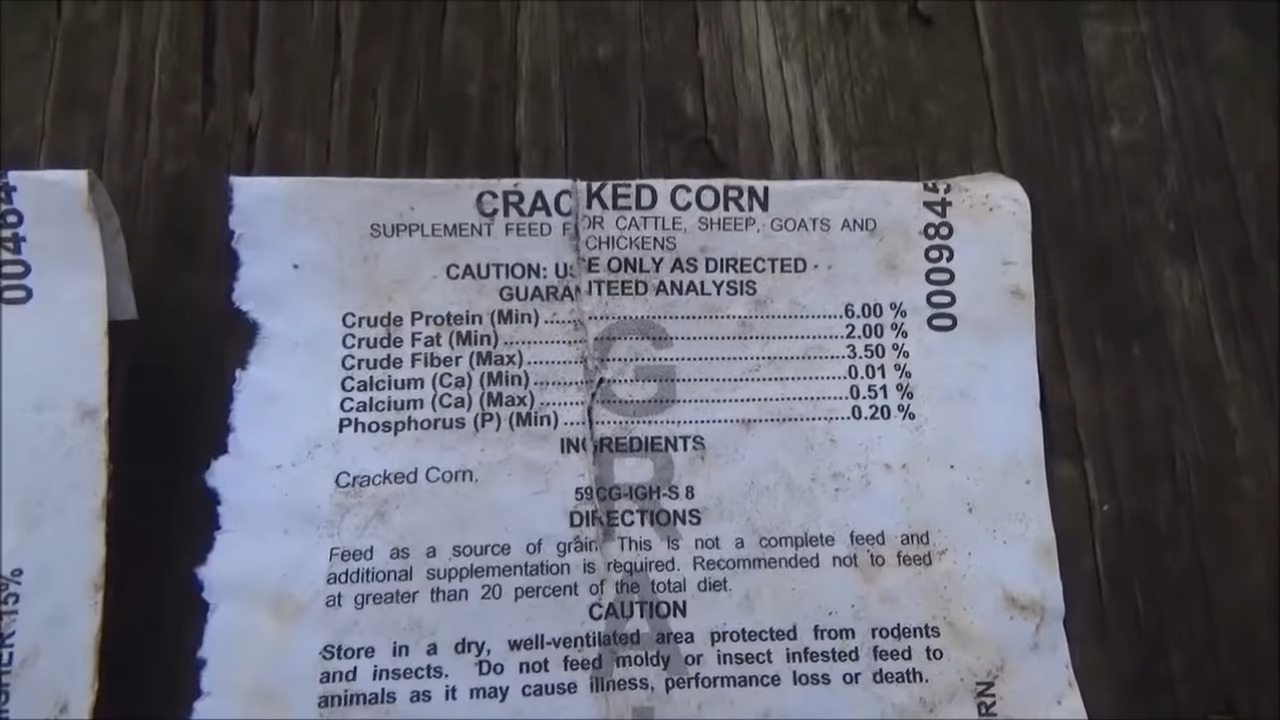 CRACKED CORN
SUPPLEMENT FEED FOR CATTLE, SHEEP, GOATS AND
CHICKENS
CAUTION: USE ONLY AS DIRECTED
GUARANTEED ANALYSIS
Crude Protein (Min) 6.00 %
Crude Fat (Min) 2.00 %
Crude Fiber (Max) 3.50 %
Calcium (Ca) (Min) 0.01 %
Calcium (Ca) (Max) 0.51 %
Phosphorus (P) (Min) 0.20 %
INGREDIENTS
Cracked Corn.
59CG-IGH-S 8
DIRECTIONS
Feed as a source of grain. This is not a complete feed and
additional supplementation is required. Recommended not to feed
at greater than 20 percent of the total diet.
CAUTION
Store in a dry, well-ventilated area protected from rodents
and insects. Do not feed moldy or insect infested feed to
animals as it may cause illness, performance loss or death.
GRA
0009845
00464
15%
RN